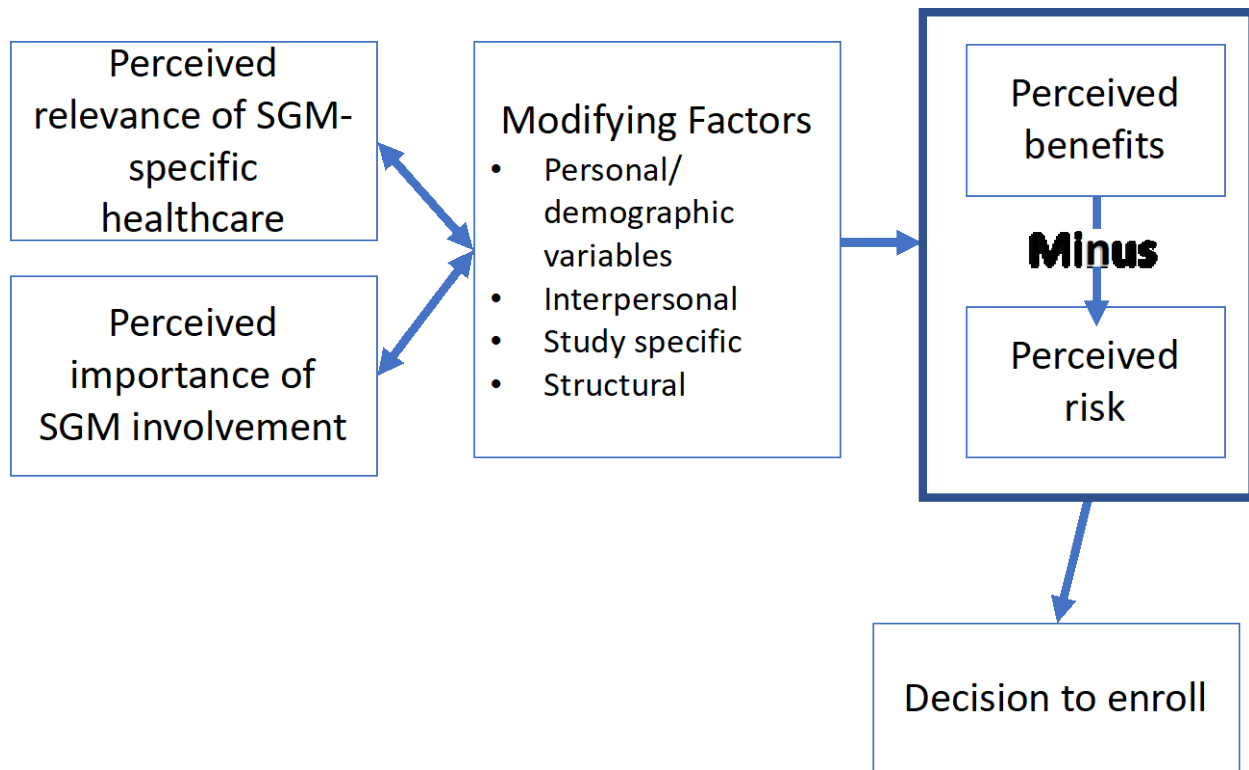 Perceived
relevance of SGM-
specific
healthcare
Perceived
importance of
SGM involvement
Modifying Factors
• Personal/
demographic
variables
• Interpersonal
• Study specific
• Structural
Perceived
benefits
Minus
Perceived
risk
Decision to enroll